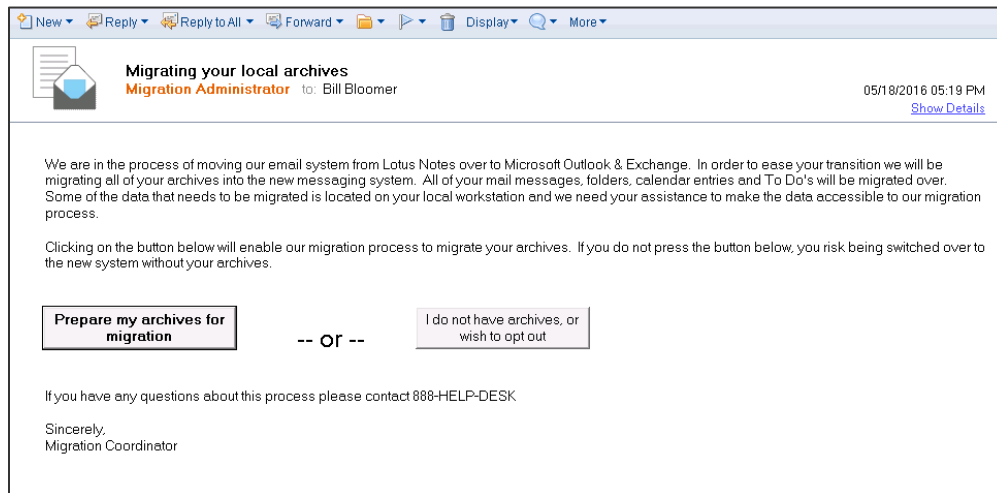 New Reply Reply to All Forward Display More
Migrating your local archives
Migration Administrator to: Bill Bloomer
05/18/2016 05:19 PM
Show Details
We are in the process of moving our email system from Lotus Notes over to Microsoft Outlook & Exchange. In order to ease your transition we will be
migrating all of your archives into the new messaging system. All of your mail messages, folders, calendar entries and To Do's will be migrated over.
Some of the data that needs to be migrated is located on your local workstation and we need your assistance to make the data accessible to our migration
process.
Clicking on the button below will enable our migration process to migrate your archives. If you do not press the button below, you risk being switched over to
the new system without your archives.
Prepare my archives for
migration
-- or --
I do not have archives, or
wish to opt out
If you have any questions about this process please contact 888-HELP-DESK
Sincerely,
Migration Coordinator